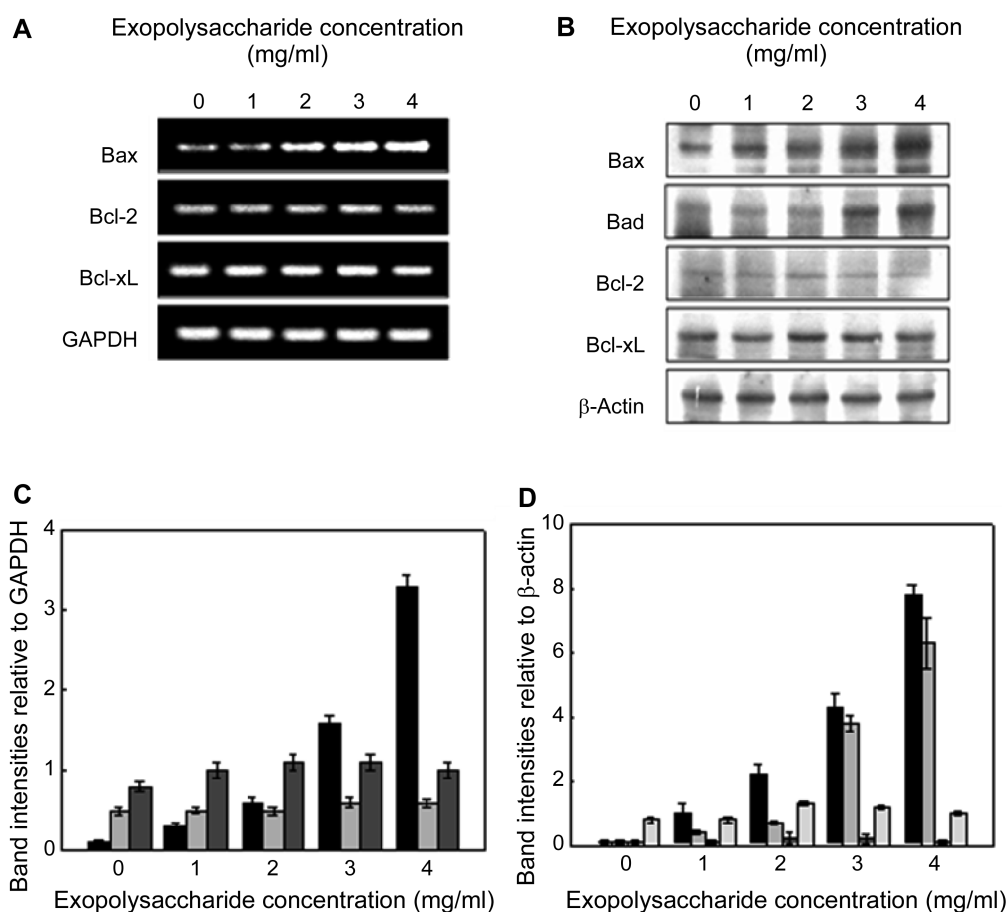 A
Exopolysaccharide concentration
(mg/ml)
0 1 2 3 4
Bax
Bcl-2
Bcl-xL
GAPDH
B
Exopolysaccharide concentration
(mg/ml)
0 1 2 3 4
Bax
Bad
Bcl-2
Bcl-xL
β-Actin
C
Band intensities relative to GAPDH
4
3
2
1
0
0 1 2 3 4
Exopolysaccharide concentration (mg/ml)
D
Band intensities relative to β-actin
10
8
6
4
2
0
0 1 2 3 4
Exopolysaccharide concentration (mg/ml)